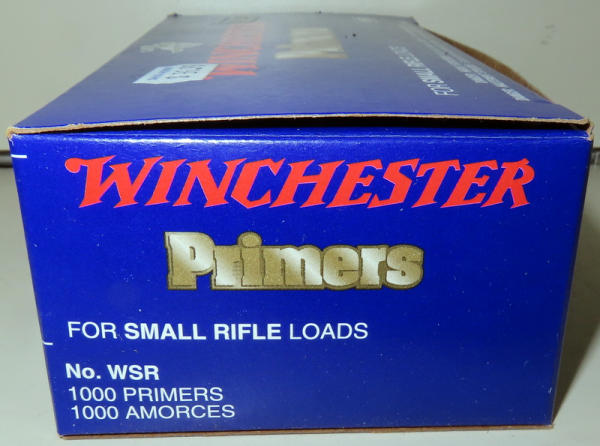 WINCHESTER
Primers
FOR SMALL RIFLE LOADS
No. WSR
1000 PRIMERS
1000 AMORCES